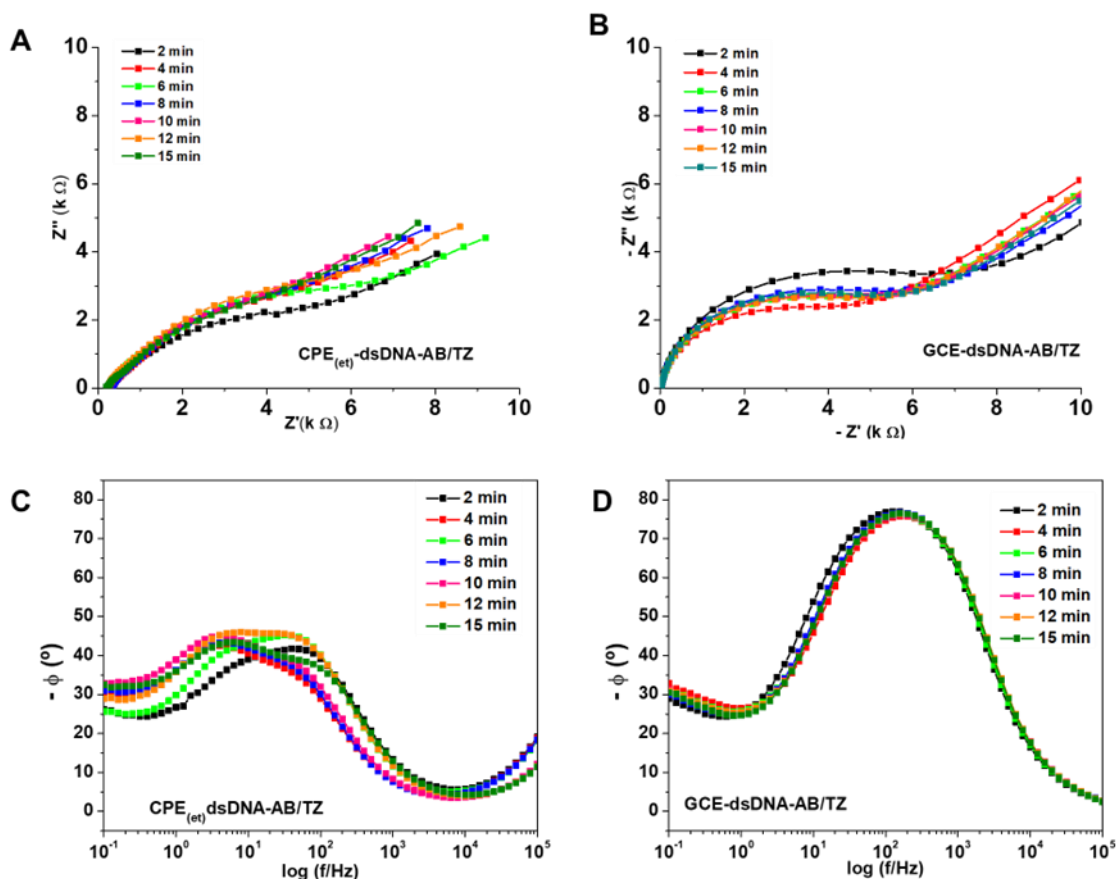 A
10
8
6
4
2
0
Z'' (k Ω)
2 min
4 min
6 min
8 min
10 min
12 min
15 min
CPE(et)-dsDNA-AB/TZ
0 2 4 6 8 10
Z'(k Ω)
B
10
8
6
4
2
0
- Z'' (k Ω)
2 min
4 min
6 min
8 min
10 min
12 min
15 min
GCE-dsDNA-AB/TZ
0 2 4 6 8 10
- Z' (k Ω)
C
80
70
60
50
40
30
20
10
0
- ϕ (º)
2 min
4 min
6 min
8 min
10 min
12 min
15 min
CPE(et)dsDNA-AB/TZ
10-1 100 101 102 103 104 105
log (f/Hz)
D
80
70
60
50
40
30
20
10
0
- ϕ (º)
2 min
4 min
6 min
8 min
10 min
12 min
15 min
GCE-dsDNA-AB/TZ
10-1 100 101 102 103 104 105
log (f/Hz)